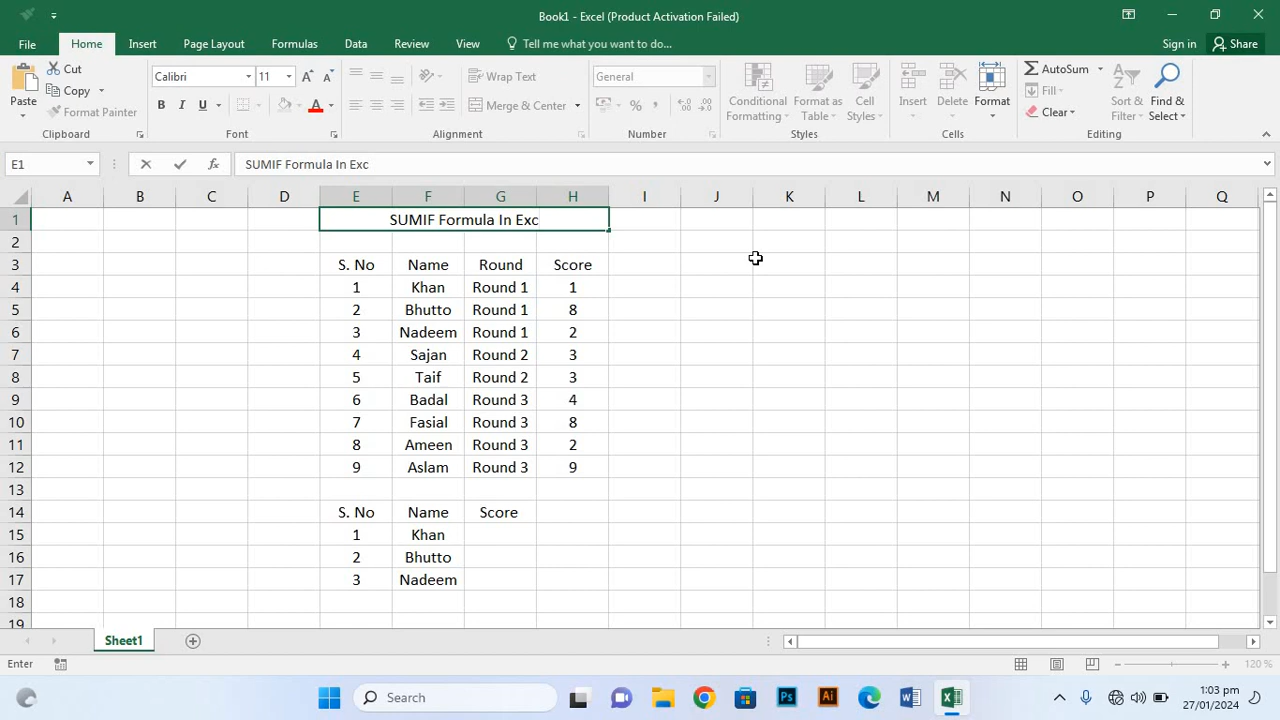 Book1 - Excel (Product Activation Failed)
File Home Insert Page Layout Formulas Data Review View Tell me what you want to do... Sign in Share
Paste Cut Copy Format Painter Clipboard
Calibri 11 B I U A Font
Wrap Text Merge & Center Alignment
General % Number
Conditional Formatting Format as Table Cell Styles Styles
Insert Delete Format Cells
AutoSum Fill Clear Sort & Filter Find & Select Editing
E1 fx SUMIF Formula In Exc
A B C D E F G H I J K L M N O P Q
1 SUMIF Formula In Exc
2
3 S. No Name Round Score
4 1 Khan Round 1 1
5 2 Bhutto Round 1 8
6 3 Nadeem Round 1 2
7 4 Sajan Round 2 3
8 5 Taif Round 2 3
9 6 Badal Round 3 4
10 7 Fasial Round 3 8
11 8 Ameen Round 3 2
12 9 Aslam Round 3 9
13
14 S. No Name Score
15 1 Khan
16 2 Bhutto
17 3 Nadeem
18
19
Sheet1
Enter 120 %
Search Ps Ai 1:03 pm
27/01/2024